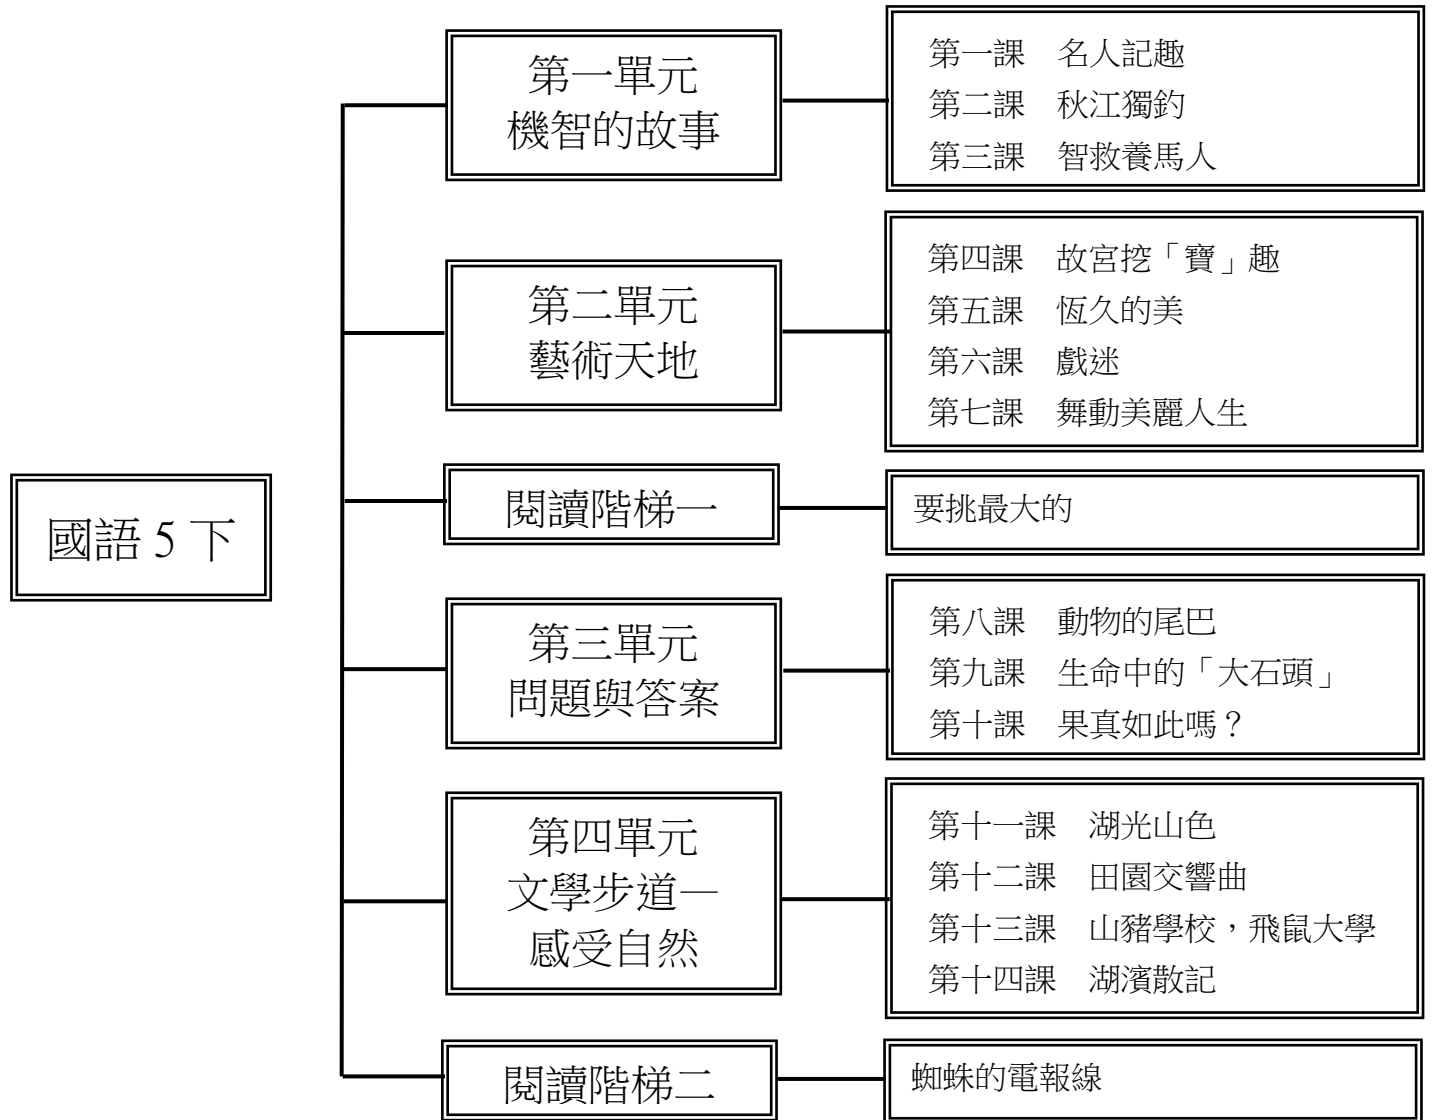 國語 5 下
第一單元
機智的故事
第一課　名人記趣
第二課　秋江獨釣
第三課　智救養馬人
第二單元
藝術天地
第四課　故宮挖「寶」趣
第五課　恆久的美
第六課　戲迷
第七課　舞動美麗人生
閱讀階梯一
要挑最大的
第三單元
問題與答案
第八課　動物的尾巴
第九課　生命中的「大石頭」
第十課　果真如此嗎？
第四單元
文學步道—
感受自然
第十一課　湖光山色
第十二課　田園交響曲
第十三課　山豬學校，飛鼠大學
第十四課　湖濱散記
閱讀階梯二
蜘蛛的電報線